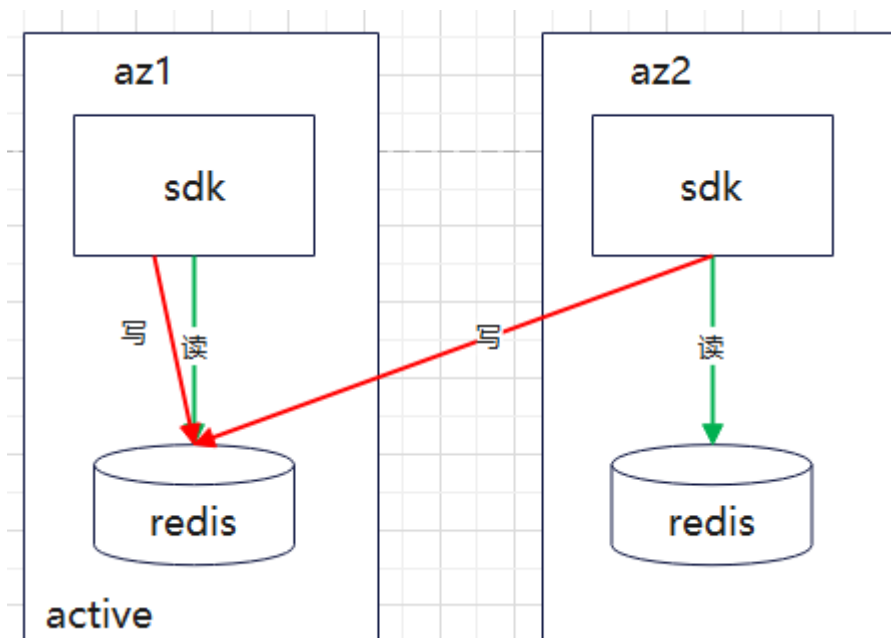 az1
az2
sdk
sdk
写
读
写
读
redis
redis
active